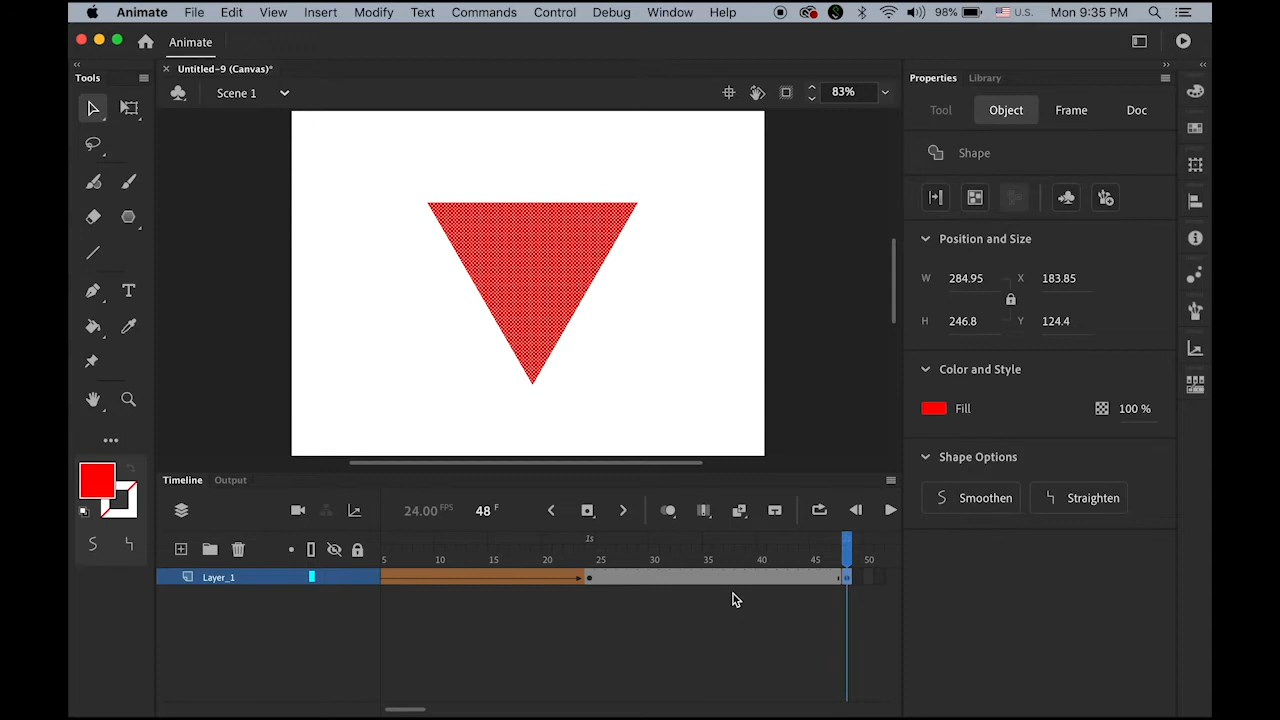 Animate File Edit View Insert Modify Text Commands Control Debug Window Help 98% U.S. Mon 9:35 PM
Animate
Tools
Untitled-9 (Canvas)*
Scene 1 83%
T
Timeline Output
24.00 FPS 48 F
1s
5 10 15 20 25 30 35 40 45 50
Layer_1
Properties Library
Tool Object Frame Doc
Shape
Position and Size
W 284.95 X 183.85
H 246.8 Y 124.4
Color and Style
Fill 100 %
Shape Options
Smoothen Straighten